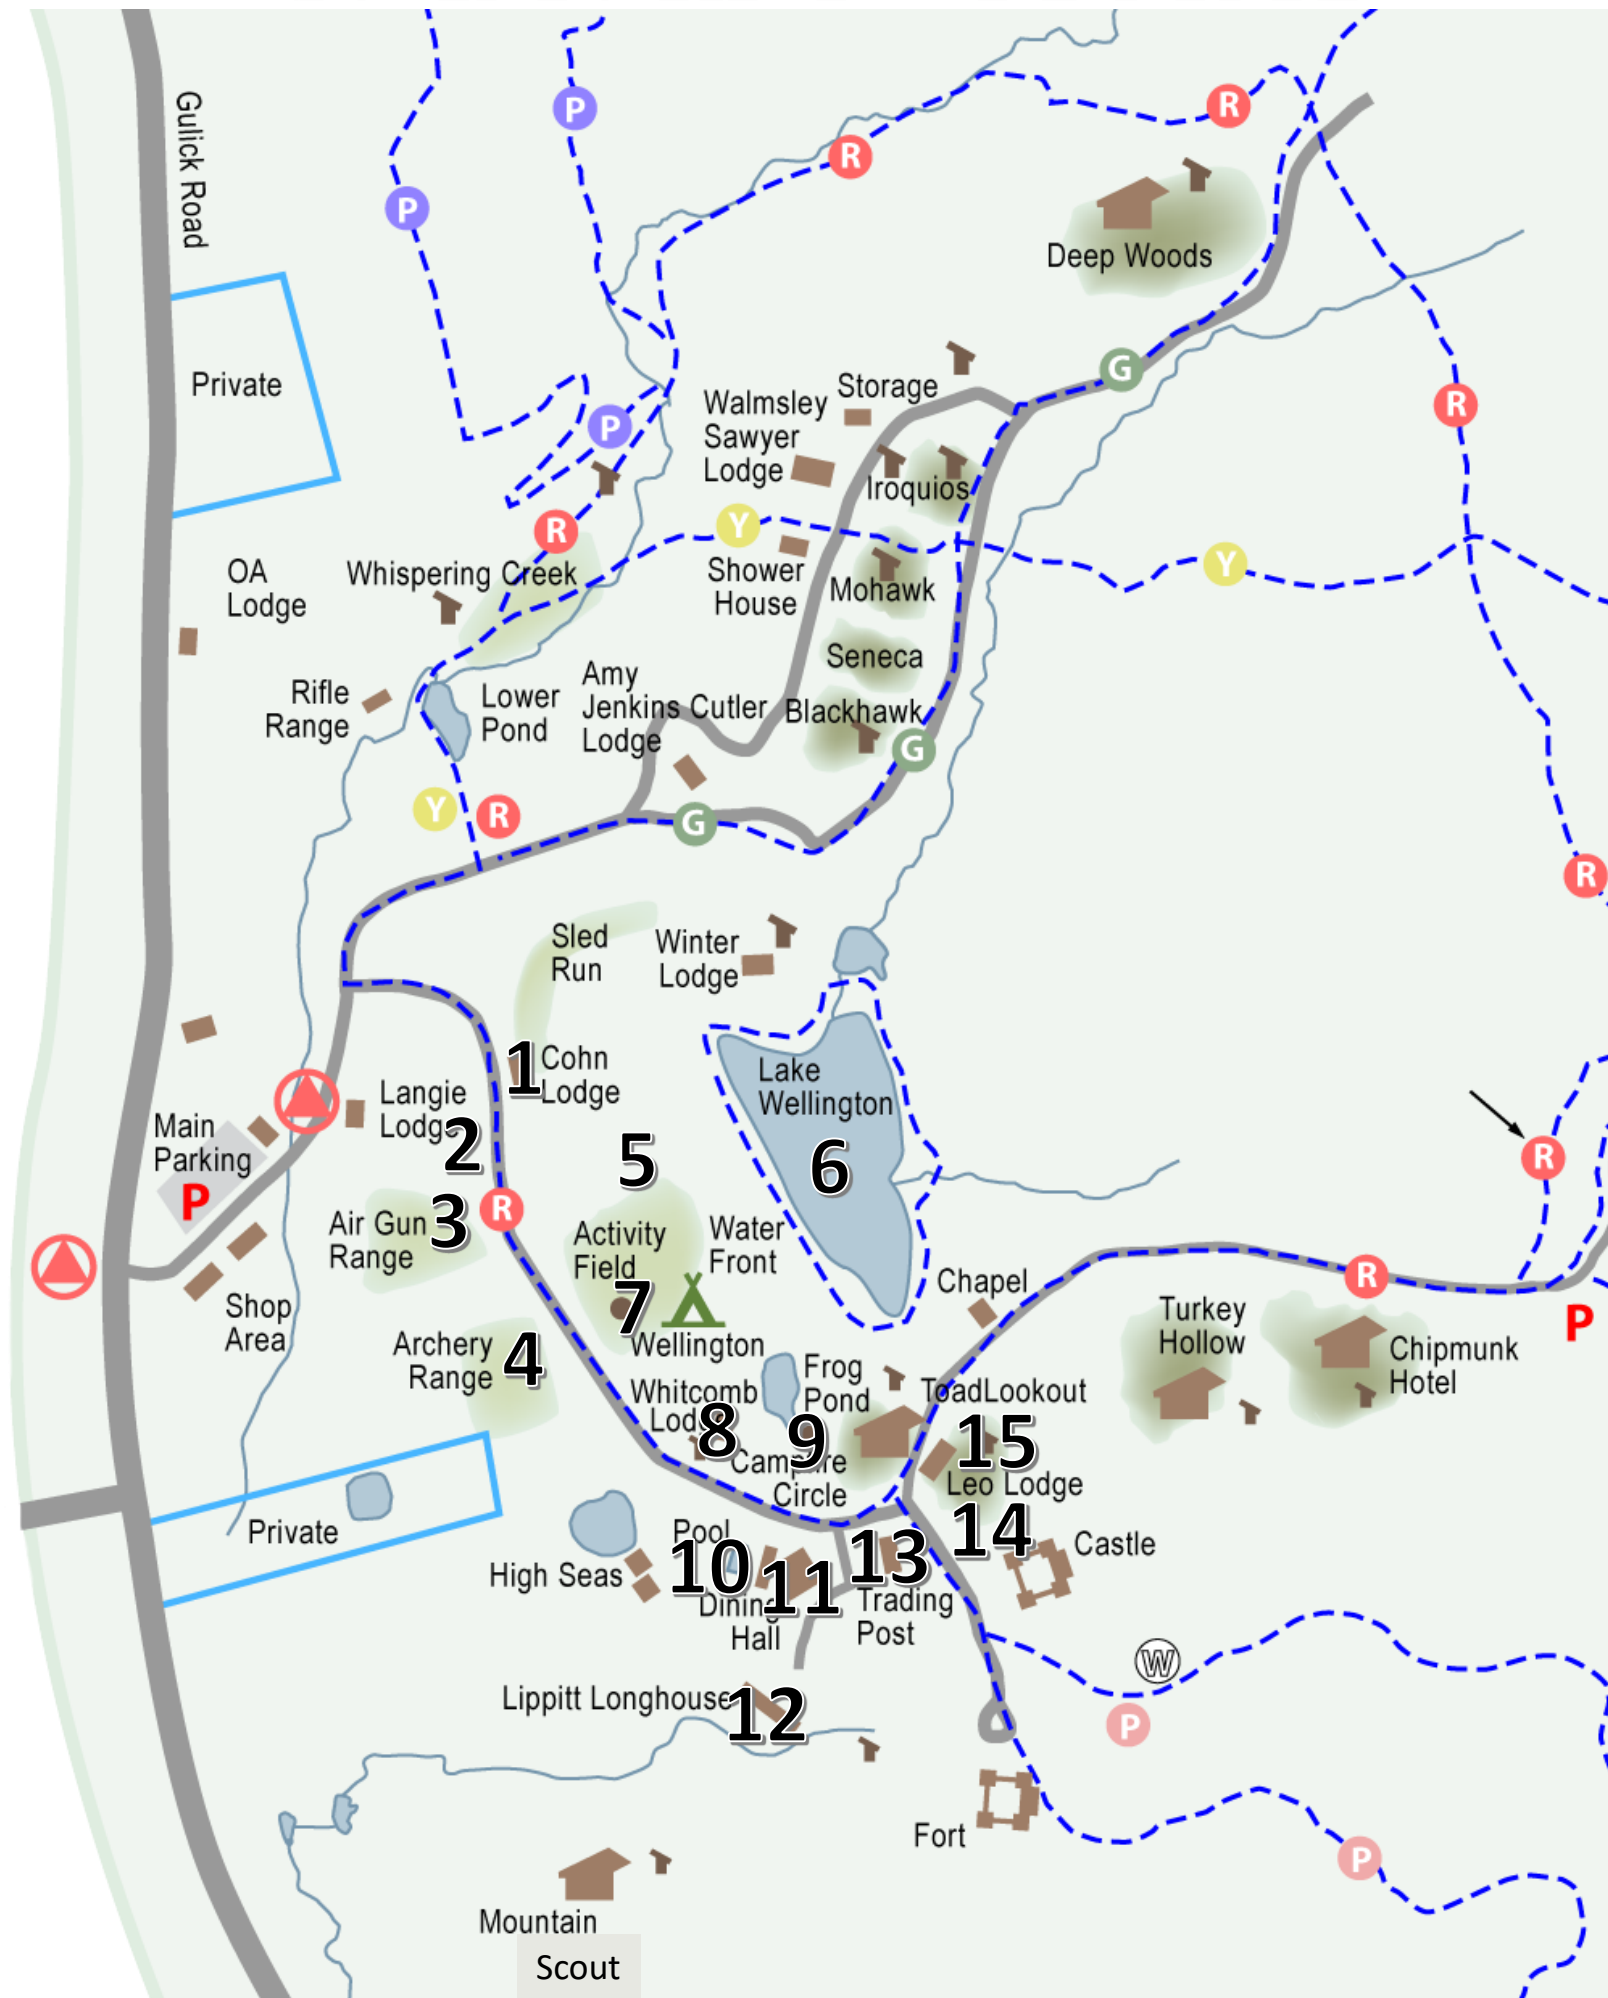 Gulick Road
P
P
R
R
Deep Woods
Private
P
Storage
Walmsley
Sawyer
Lodge
G
R
Iroquios
Y
R
Shower
House
Y
OA
Lodge
Whispering Creek
Mohawk
Seneca
Rifle
Range
Lower
Pond
Amy
Jenkins Cutler
Lodge
Blackhawk
G
Y
R
G
R
Sled
Run
Winter
Lodge
1
Cohn
Lodge
Lake
Wellington
Langie
Lodge
2
Main
Parking
P
5
6
R
Air Gun
Range
3
R
Activity
Field
Water
Front
7
Wellington
Chapel
R
P
Shop
Area
Archery
Range
4
Turkey
Hollow
Chipmunk
Hotel
Whitcomb
Lodge
8
Frog
Pond
9
Campfire
Circle
ToadLookout
15
Leo Lodge
14
Castle
Private
High Seas
Pool
10
11
Dining
Hall
13
Trading
Post
W
P
Lippitt Longhouse
12
Fort
P
Mountain
Scout